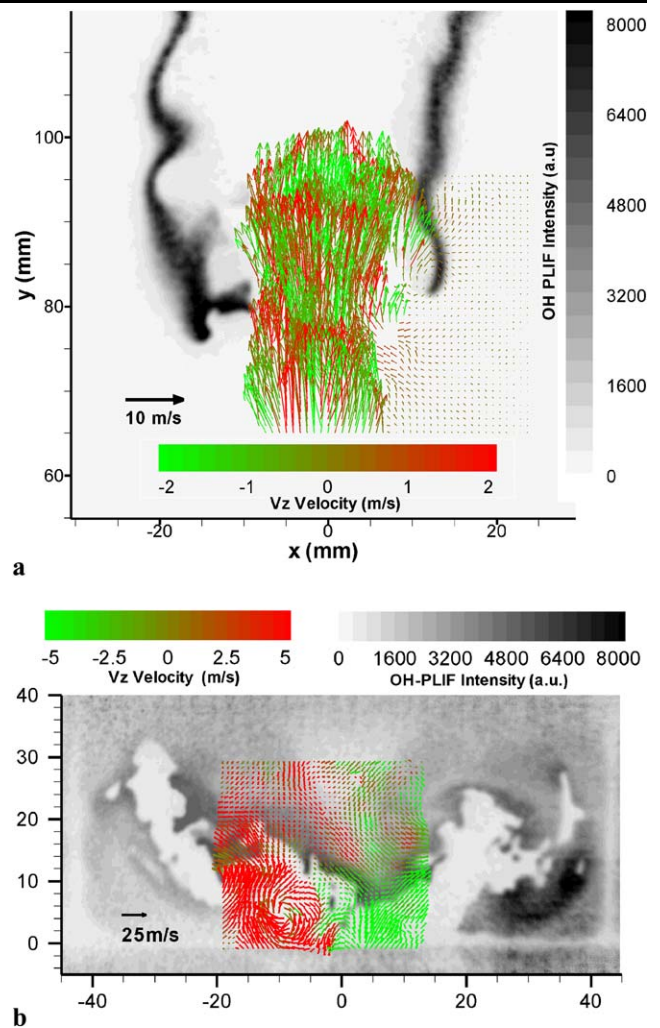 8000
6400
4800
3200
1600
0
OH PLIF Intensity (a.u)
100
80
60
y (mm)
10 m/s
-2 -1 0 1 2
Vz Velocity (m/s)
-20 0 20
x (mm)
a
-5 -2.5 0 2.5 5
Vz Velocity (m/s)
0 1600 3200 4800 6400 8000
OH-PLIF Intensity (a.u.)
40
30
20
10
0
25m/s
-40 -20 0 20 40
b